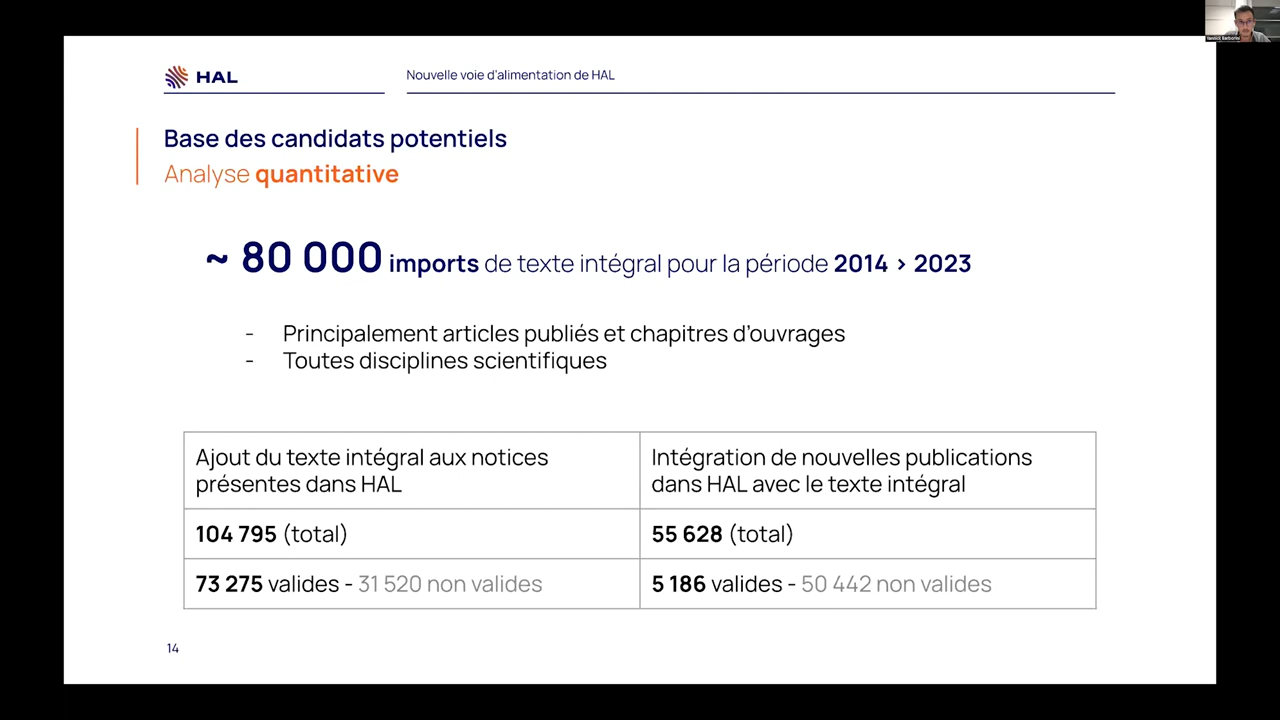 HAL
Nouvelle voie d'alimentation de HAL
Base des candidats potentiels
Analyse quantitative
~ 80 000 imports de texte intégral pour la période 2014 > 2023
- Principalement articles publiés et chapitres d'ouvrages
- Toutes disciplines scientifiques
Ajout du texte intégral aux notices
présentes dans HAL
Intégration de nouvelles publications
dans HAL avec le texte intégral
104 795 (total)
55 628 (total)
73 275 valides - 31 520 non valides
5 186 valides - 50 442 non valides
14